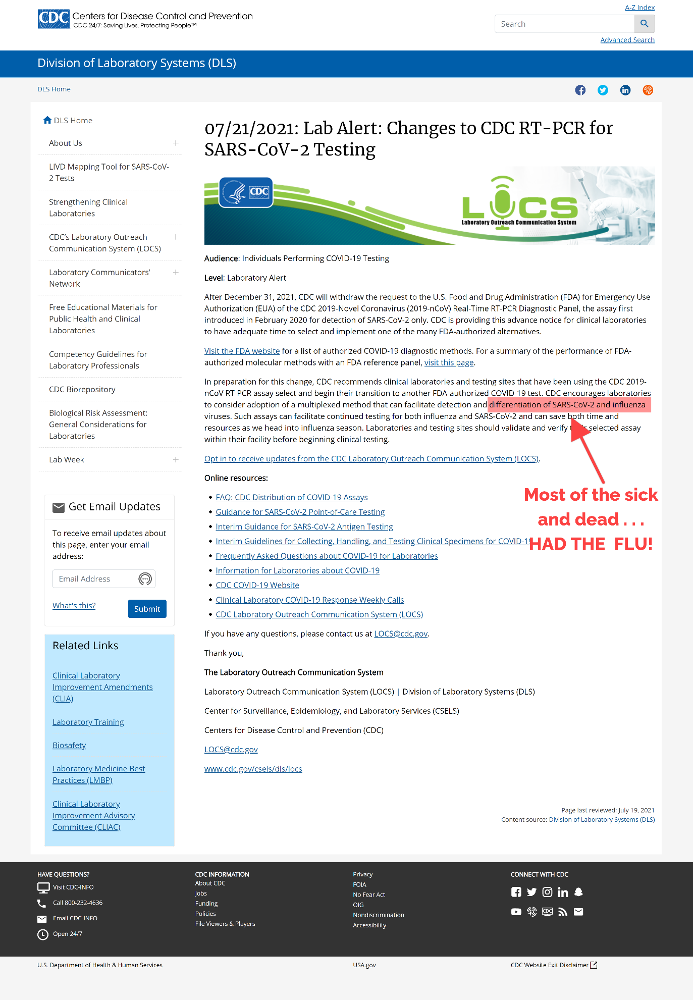 CDC Centers for Disease Control and Prevention
CDC 24/7: Saving Lives, Protecting People™
A-Z Index
Search
Advanced Search
Division of Laboratory Systems (DLS)
DLS Home
DLS Home
About Us
LIVD Mapping Tool for SARS-CoV-
2 Tests
Strengthening Clinical
Laboratories
CDC's Laboratory Outreach
Communication System (LOCS)
Laboratory Communicators'
Network
Free Educational Materials for
Public Health and Clinical
Laboratories
Competency Guidelines for
Laboratory Professionals
CDC Biorepository
Biological Risk Assessment:
General Considerations for
Laboratories
Lab Week
Get Email Updates
To receive email updates about
this page, enter your email
address:
Email Address
What's this?
Submit
Related Links
Clinical Laboratory
Improvement Amendments
(CLIA)
Laboratory Training
Biosafety
Laboratory Medicine Best
Practices (LMBP)
Clinical Laboratory
Improvement Advisory
Committee (CLIAC)
07/21/2021: Lab Alert: Changes to CDC RT-PCR for
SARS-CoV-2 Testing
CDC
LOCS
Laboratory Outreach Communication System
Audience: Individuals Performing COVID-19 Testing
Level: Laboratory Alert
After December 31, 2021, CDC will withdraw the request to the U.S. Food and Drug Administration (FDA) for Emergency Use
Authorization (EUA) of the CDC 2019-Novel Coronavirus (2019-nCoV) Real-Time RT-PCR Diagnostic Panel, the assay first
introduced in February 2020 for detection of SARS-CoV-2 only. CDC is providing this advance notice for clinical laboratories
to have adequate time to select and implement one of the many FDA-authorized alternatives.
Visit the FDA website for a list of authorized COVID-19 diagnostic methods. For a summary of the performance of FDA-
authorized molecular methods with an FDA reference panel, visit this page.
In preparation for this change, CDC recommends clinical laboratories and testing sites that have been using the CDC 2019-
nCoV RT-PCR assay select and begin their transition to another FDA-authorized COVID-19 test. CDC encourages laboratories
to consider adoption of a multiplexed method that can facilitate detection and differentiation of SARS-CoV-2 and influenza
viruses. Such assays can facilitate continued testing for both influenza and SARS-CoV-2 and can save both time and
resources as we head into influenza season. Laboratories and testing sites should validate and verify their selected assay
within their facility before beginning clinical testing.
Opt in to receive updates from the CDC Laboratory Outreach Communication System (LOCS).
Online resources:
• FAQ: CDC Distribution of COVID-19 Assays
• Guidance for SARS-CoV-2 Point-of-Care Testing
• Interim Guidance for SARS-CoV-2 Antigen Testing
• Interim Guidelines for Collecting, Handling, and Testing Clinical Specimens for COVID-19
• Frequently Asked Questions about COVID-19 for Laboratories
• Information for Laboratories about COVID-19
• CDC COVID-19 Website
• Clinical Laboratory COVID-19 Response Weekly Calls
• CDC Laboratory Outreach Communication System (LOCS)
Most of the sick
and dead . . .
HAD THE FLU!
If you have any questions, please contact us at LOCS@cdc.gov.
Thank you,
The Laboratory Outreach Communication System
Laboratory Outreach Communication System (LOCS) | Division of Laboratory Systems (DLS)
Center for Surveillance, Epidemiology, and Laboratory Services (CSELS)
Centers for Disease Control and Prevention (CDC)
LOCS@cdc.gov
www.cdc.gov/csels/dls/locs
Page last reviewed: July 19, 2021
Content source: Division of Laboratory Systems (DLS)
HAVE QUESTIONS?
Visit CDC-INFO
Call 800-232-4636
Email CDC-INFO
Open 24/7
CDC INFORMATION
About CDC
Jobs
Funding
Policies
File Viewers & Players
Privacy
FOIA
No Fear Act
OIG
Nondiscrimination
Accessibility
CONNECT WITH CDC
U.S. Department of Health & Human Services
USA.gov
CDC Website Exit Disclaimer